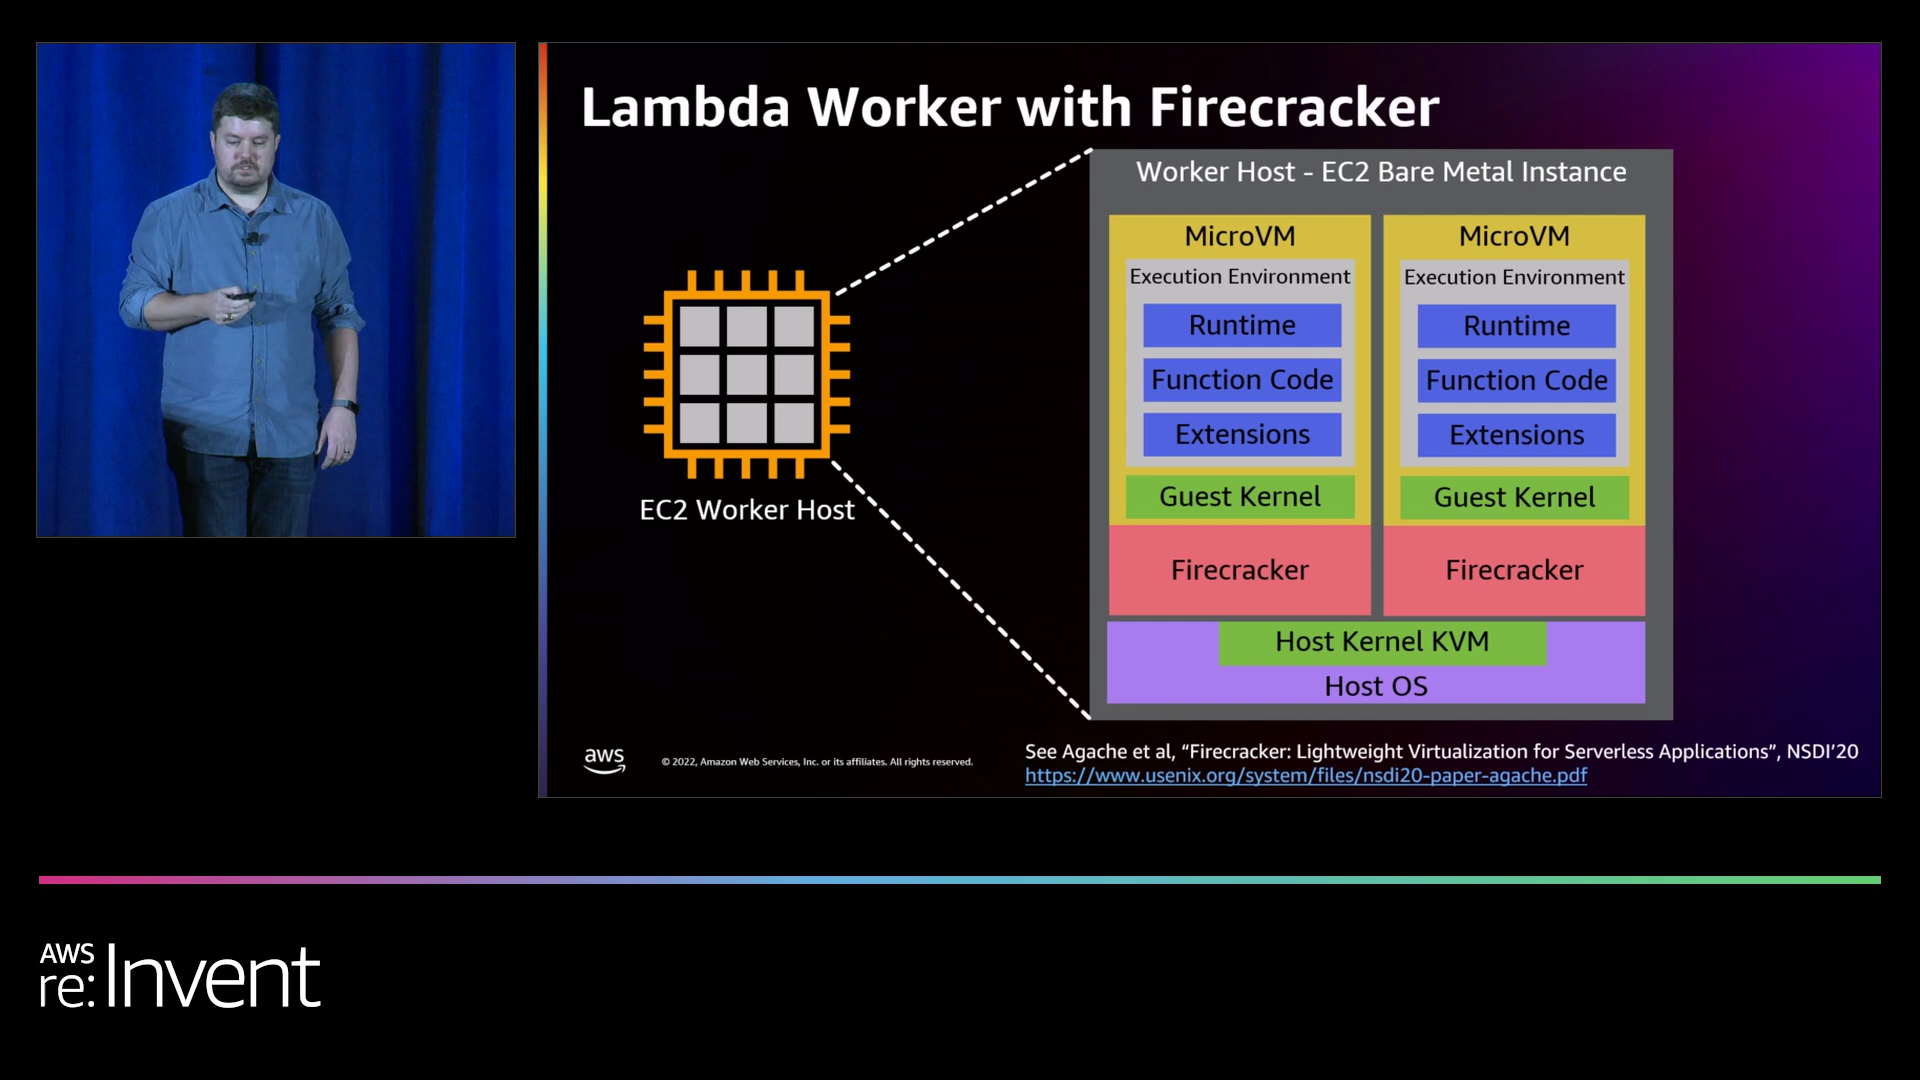 Lambda Worker with Firecracker
Worker Host - EC2 Bare Metal Instance
MicroVM
Execution Environment
Runtime
Function Code
Extensions
Guest Kernel
Firecracker
MicroVM
Execution Environment
Runtime
Function Code
Extensions
Guest Kernel
Firecracker
Host Kernel KVM
Host OS
EC2 Worker Host
aws
© 2022, Amazon Web Services, Inc. or its affiliates. All rights reserved.
See Agache et al, “Firecracker: Lightweight Virtualization for Serverless Applications”, NSDI’20
https://www.usenix.org/system/files/nsdi20-paper-agache.pdf
AWS
re:Invent